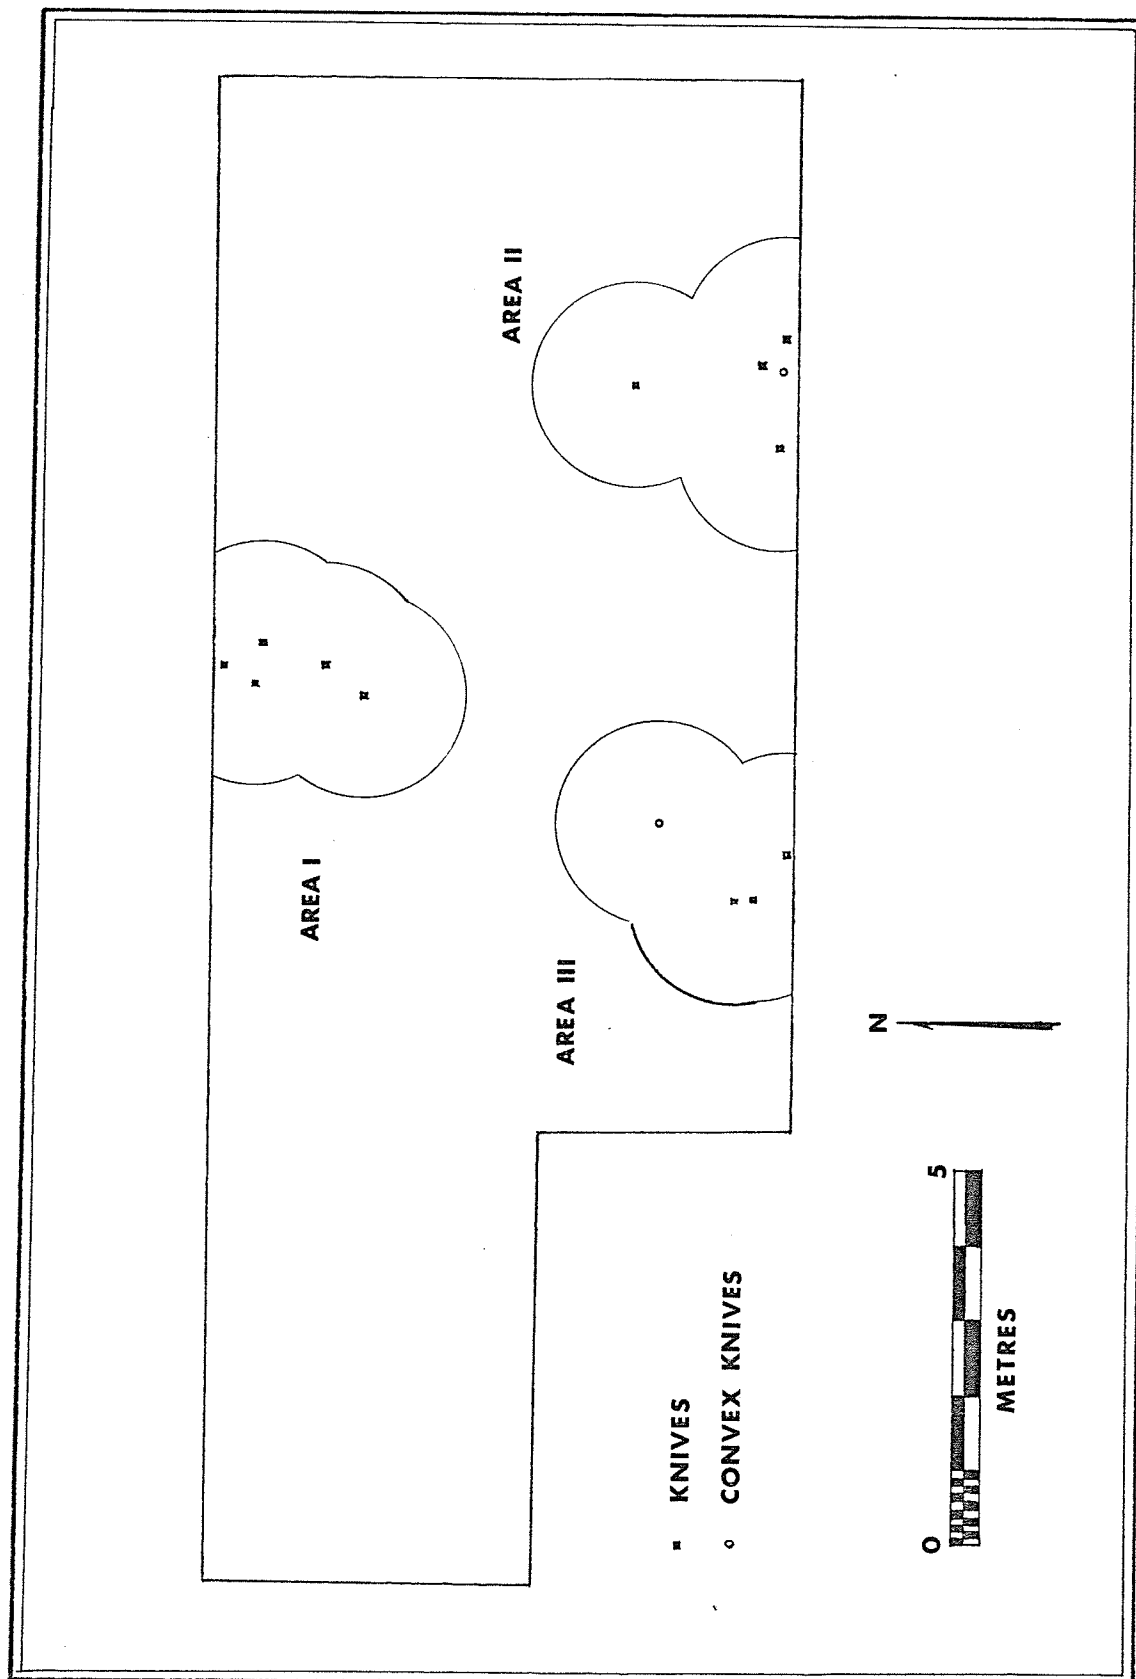 AREA I
AREA II
AREA III
N
KNIVES
CONVEX KNIVES
0 5
METRES